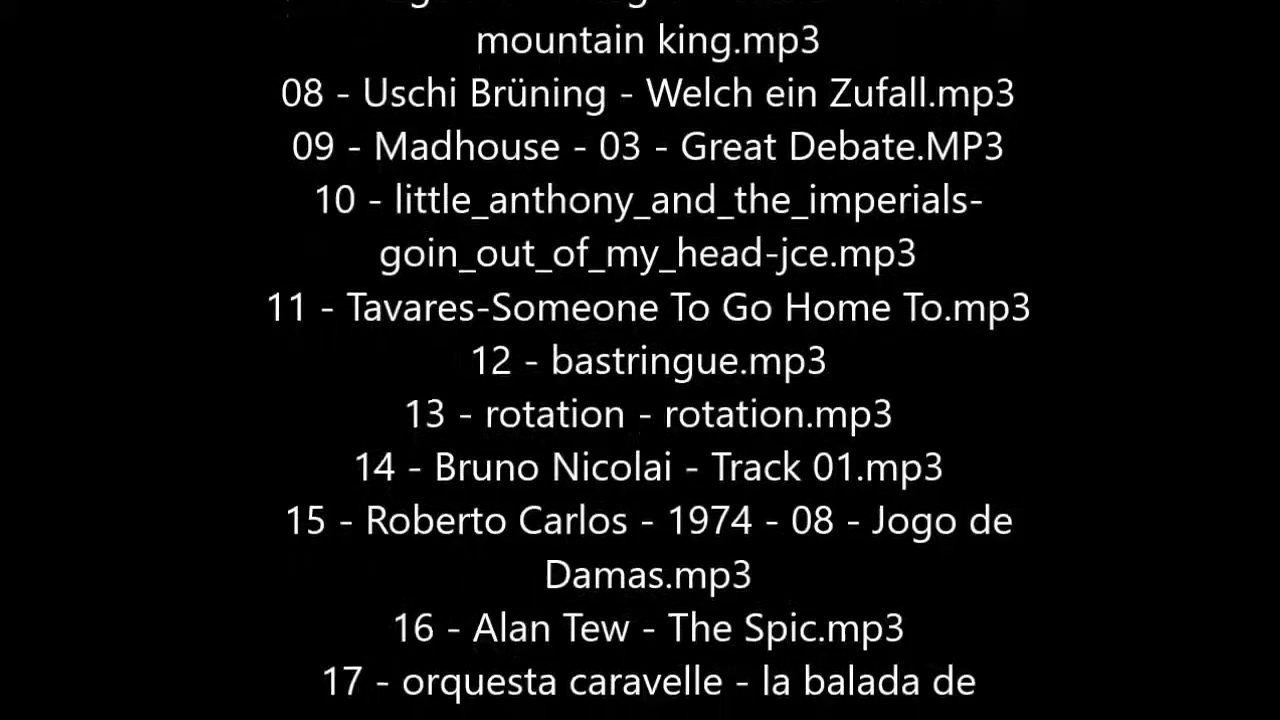 mountain king.mp3
08 - Uschi Brüning - Welch ein Zufall.mp3
09 - Madhouse - 03 - Great Debate.MP3
10 - little_anthony_and_the_imperials-
goin_out_of_my_head-jce.mp3
11 - Tavares-Someone To Go Home To.mp3
12 - bastringue.mp3
13 - rotation - rotation.mp3
14 - Bruno Nicolai - Track 01.mp3
15 - Roberto Carlos - 1974 - 08 - Jogo de
Damas.mp3
16 - Alan Tew - The Spic.mp3
17 - orquesta caravelle - la balada de